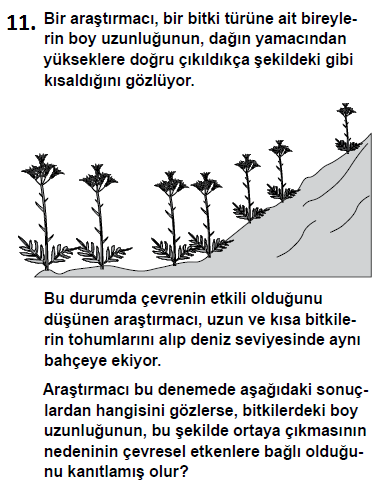 11. Bir araştırmacı, bir bitki türüne ait bireyle-
rin boy uzunluğunun, dağın yamacından
yükseklere doğru çıkıldıkça şekildeki gibi
kısaldığını gözlüyor.
Bu durumda çevrenin etkili olduğunu
düşünen araştırmacı, uzun ve kısa bitkile-
rin tohumlarını alıp deniz seviyesinde aynı
bahçeye ekiyor.
Araştırmacı bu denemede aşağıdaki sonuç-
lardan hangisini gözlerse, bitkilerdeki boy
uzunluğunun, bu şekilde ortaya çıkmasının
nedeninin çevresel etkenlere bağlı olduğu-
nu kanıtlamış olur?